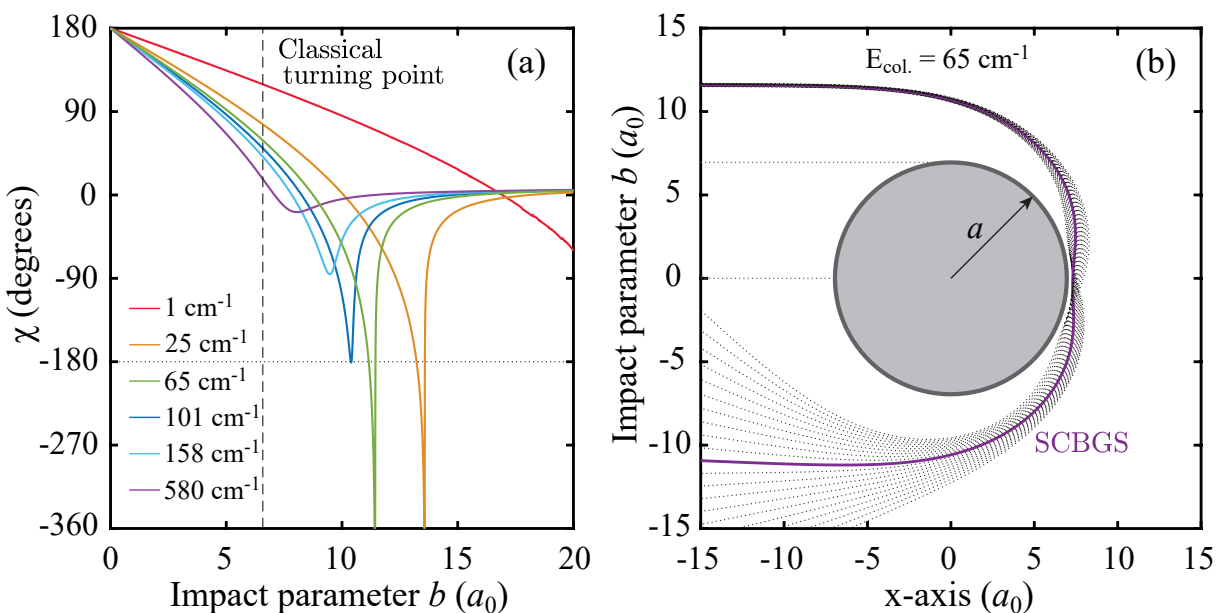 180
90
0
-90
-180
-270
-360
χ (degrees)
Classical
turning point
(a)
1 cm-1
25 cm-1
65 cm-1
101 cm-1
158 cm-1
580 cm-1
0
5
10
15
20
Impact parameter b (a0)
15
10
5
0
-5
-10
-15
Impact parameter b (a0)
Ecol. = 65 cm-1
(b)
a
SCBGS
-15
-10
-5
0
5
10
15
x-axis (a0)